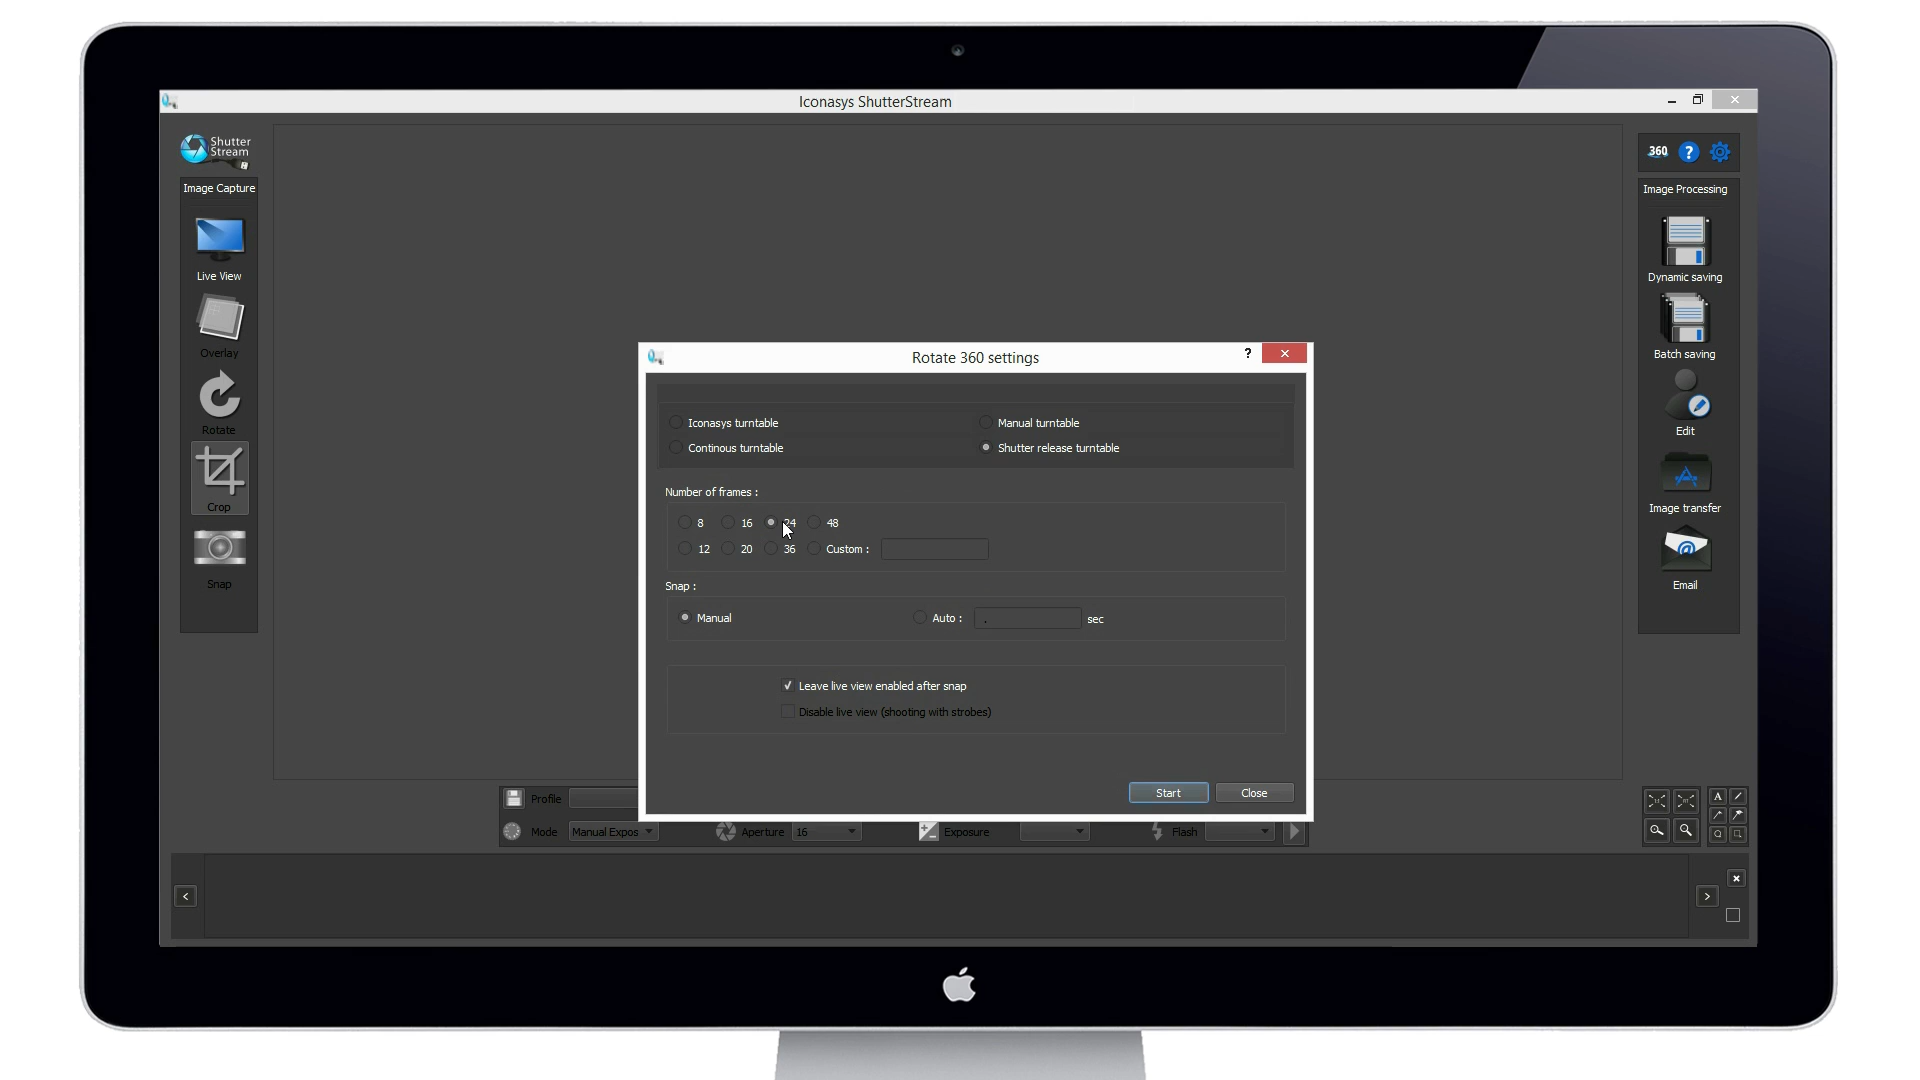 Iconasys ShutterStream
Shutter
Stream
Image Capture
Live View
Overlay
Rotate
Crop
Snap
360
?
Image Processing
Dynamic saving
Batch saving
Edit
Image transfer
Email
Rotate 360 settings
?
Iconasys turntable
Manual turntable
Continous turntable
Shutter release turntable
Number of frames :
8 16 24 48
12 20 36 Custom :
Snap :
Manual
Auto : . sec
Leave live view enabled after snap
Disable live view (shooting with strobes)
Start
Close
Profile
Mode Manual Expos
Aperture 16
Exposure
Flash
A
<
>